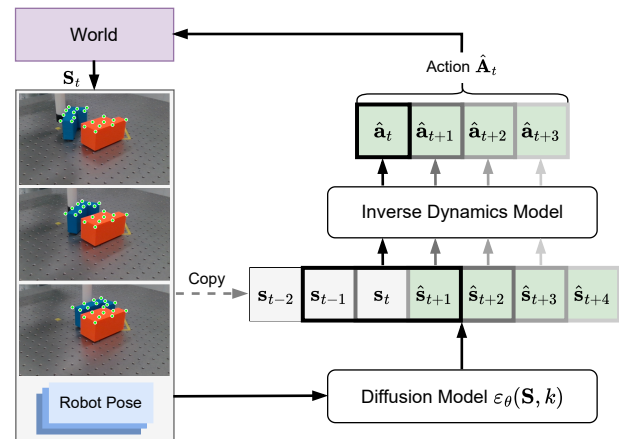 World
Action Â_t
S_t
â_t â_{t+1} â_{t+2} â_{t+3}
Inverse Dynamics Model
Copy
s_{t−2} s_{t−1} s_t ŝ_{t+1} ŝ_{t+2} ŝ_{t+3} ŝ_{t+4}
Robot Pose
Diffusion Model ε_θ(S, k)